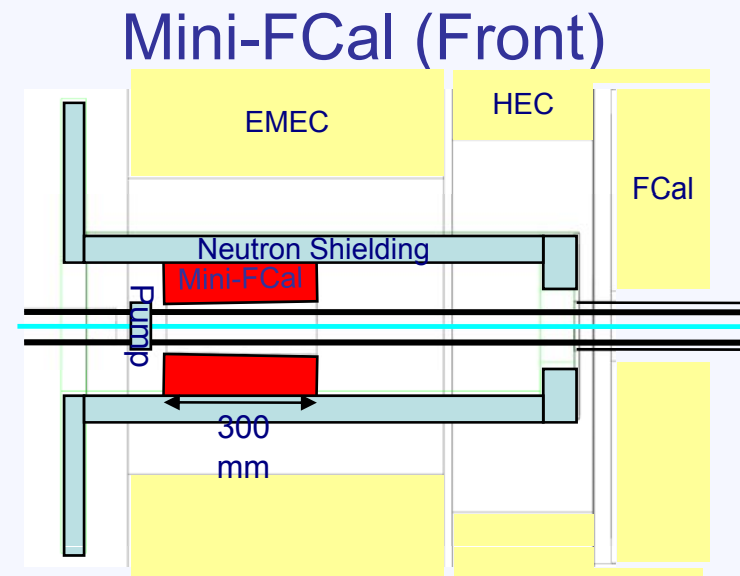 Mini-FCal (Front)
EMEC
HEC
FCal
Neutron Shielding
Mini-FCal
Pump
300
mm